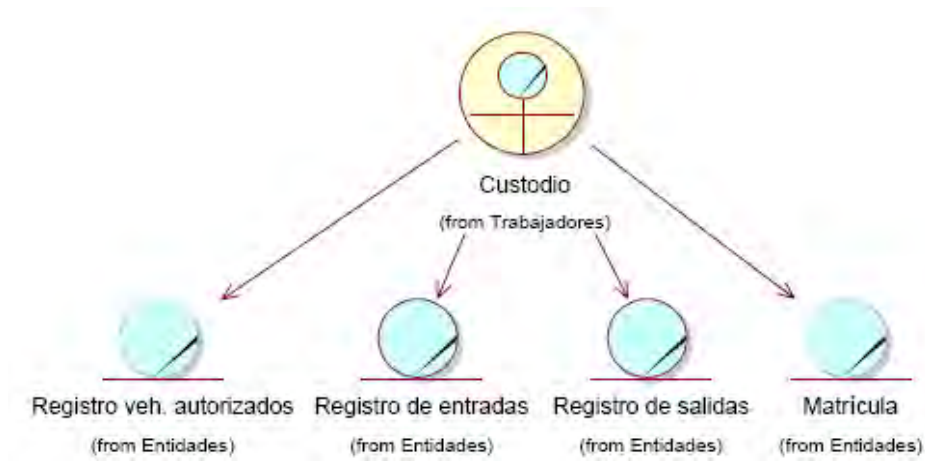 Custodio
(from Trabajadores)
Registro veh. autorizados Registro de entradas Registro de salidas Matrícula
(from Entidades) (from Entidades) (from Entidades) (from Entidades)